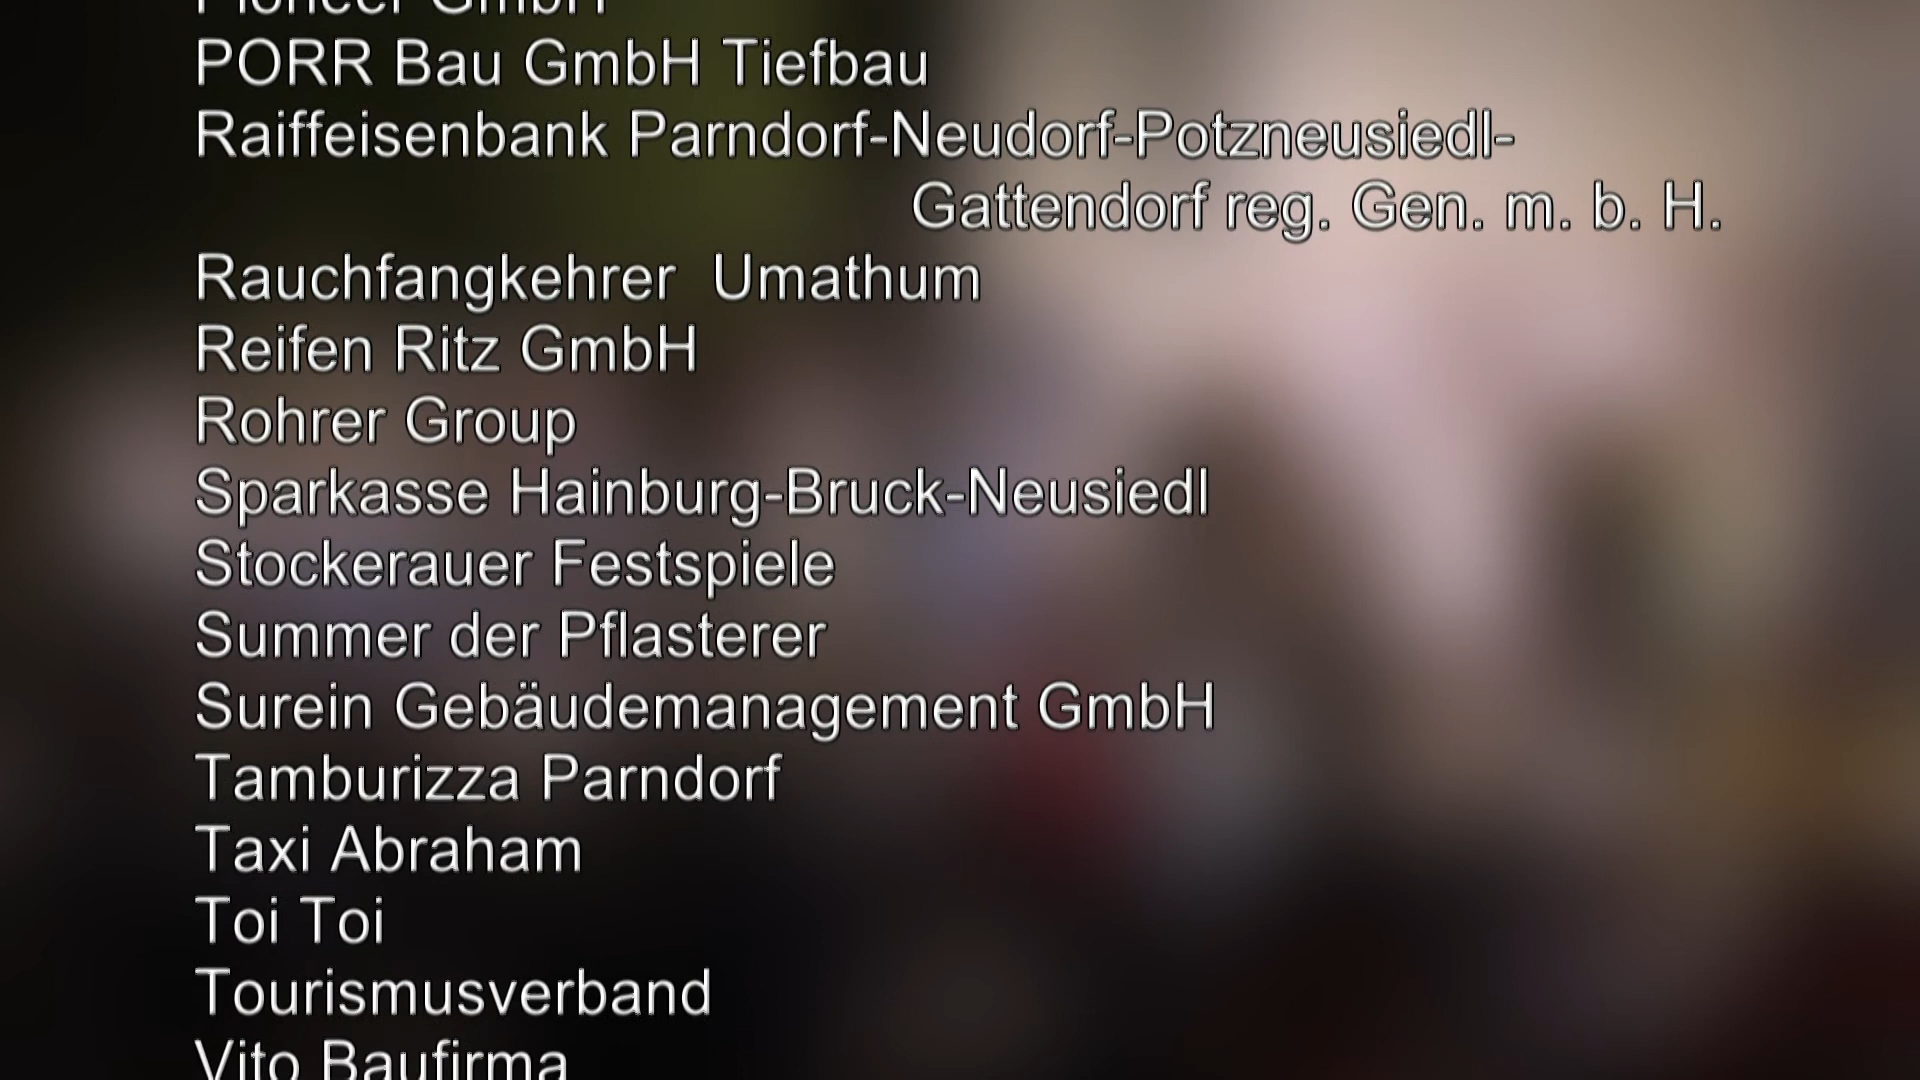 Pioneer GmbH
PORR Bau GmbH Tiefbau
Raiffeisenbank Parndorf-Neudorf-Potzneusiedl-
Gattendorf reg. Gen. m. b. H.
Rauchfangkehrer Umathum
Reifen Ritz GmbH
Rohrer Group
Sparkasse Hainburg-Bruck-Neusiedl
Stockerauer Festspiele
Summer der Pflasterer
Surein Gebäudemanagement GmbH
Tamburizza Parndorf
Taxi Abraham
Toi Toi
Tourismusverband
Vito Baufirma